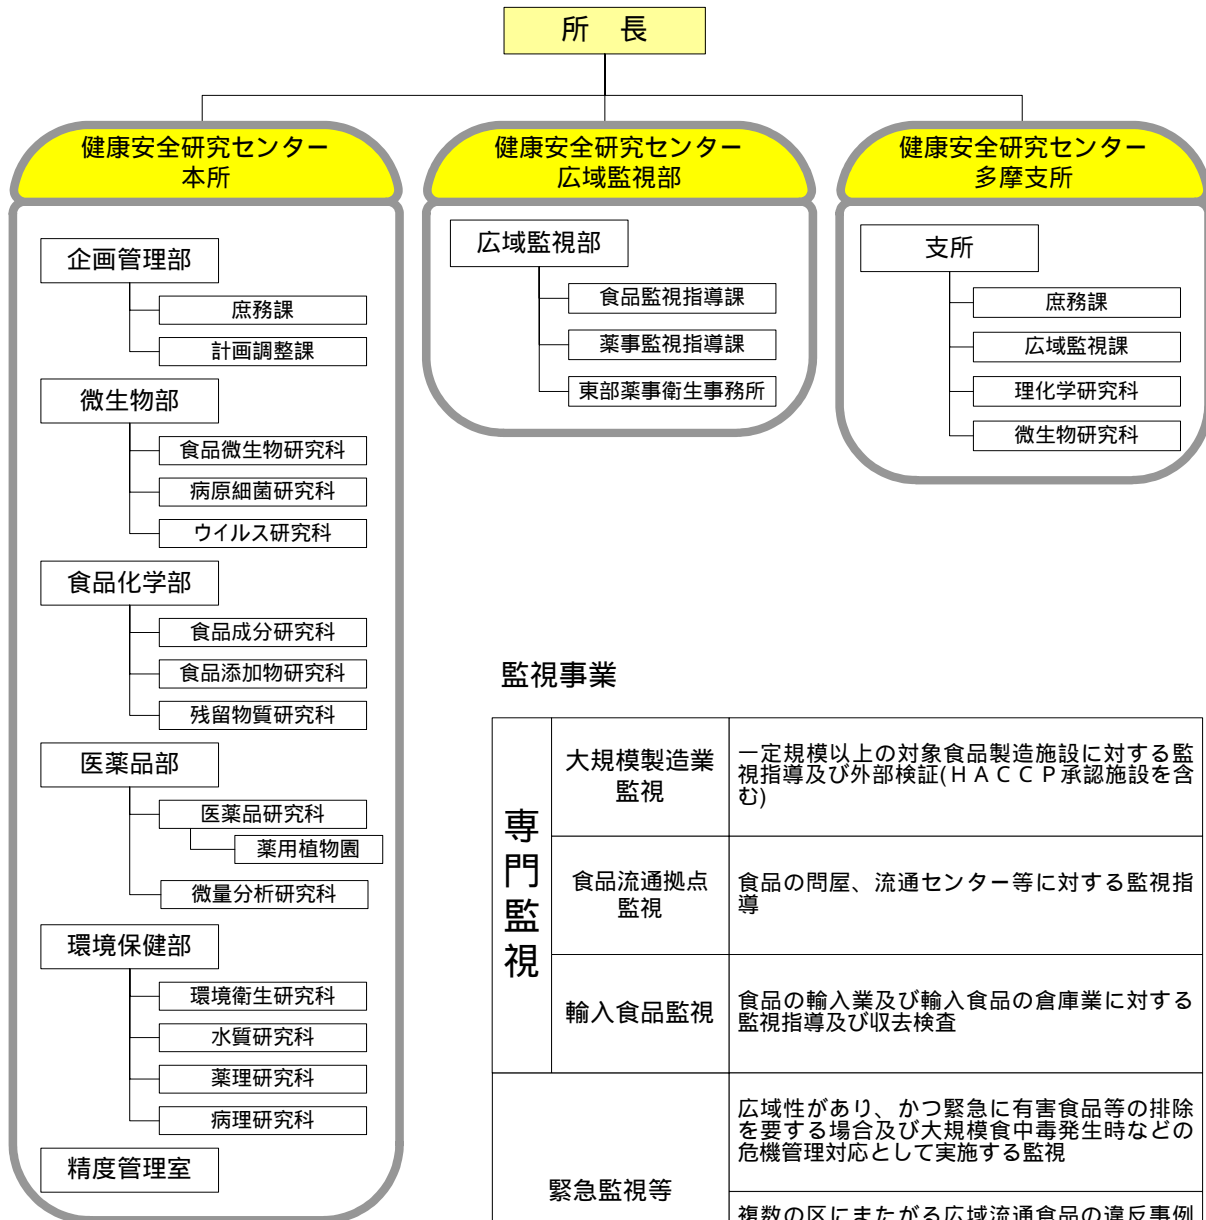 所　長
健康安全研究センター
本所
企画管理部
庶務課
計画調整課
微生物部
食品微生物研究科
病原細菌研究科
ウイルス研究科
食品化学部
食品成分研究科
食品添加物研究科
残留物質研究科
医薬品部
医薬品研究科
薬用植物園
微量分析研究科
環境保健部
環境衛生研究科
水質研究科
薬理研究科
病理研究科
精度管理室
健康安全研究センター
広域監視部
広域監視部
食品監視指導課
薬事監視指導課
東部薬事衛生事務所
健康安全研究センター
多摩支所
支所
庶務課
広域監視課
理化学研究科
微生物研究科
監視事業
専門監視
大規模製造業
監視
一定規模以上の対象食品製造施設に対する監
視指導及び外部検証(ＨＡＣＣＰ承認施設を含
む)
食品流通拠点
監視
食品の問屋、流通センター等に対する監視指
導
輸入食品監視
食品の輸入業及び輸入食品の倉庫業に対する
監視指導及び収去検査
緊急監視等
広域性があり、かつ緊急に有害食品等の排除
を要する場合及び大規模食中毒発生時などの
危機管理対応として実施する監視
複数の区にまたがる広域流通食品の違反事例